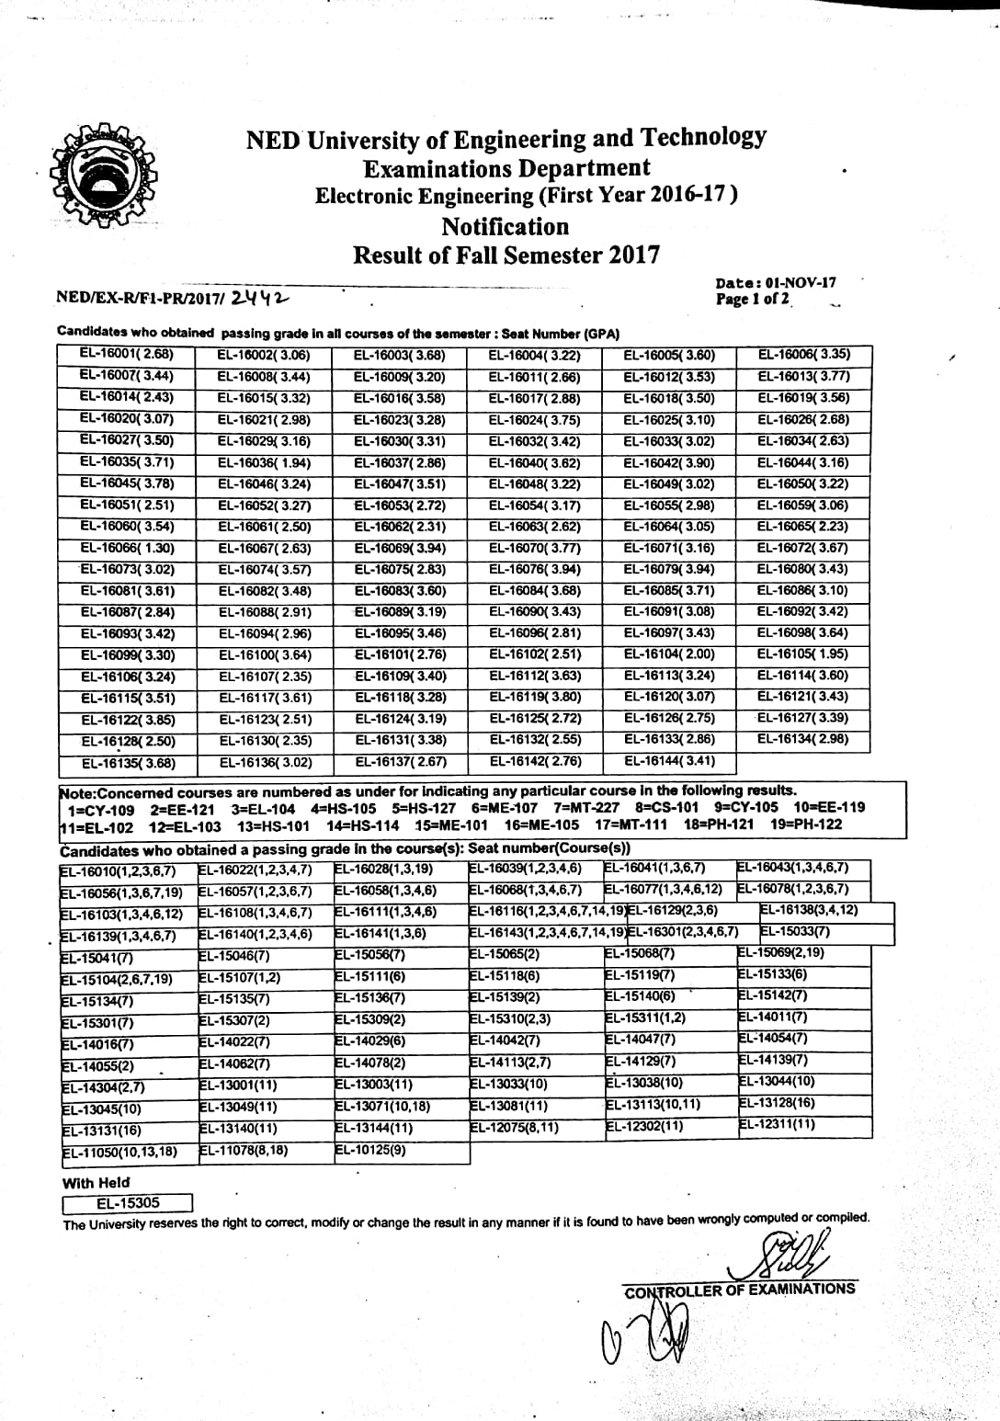 NED University of Engineering and Technology
Examinations Department
Electronic Engineering (First Year 2016-17 )
Notification
Result of Fall Semester 2017
Date: 01-NOV-17
NED/EX-R/F1-PR/2017/ 2442
Page 1 of 2
Candidates who obtained passing grade in all courses of the semester : Seat Number (GPA)
EL-16001( 2.68) EL-16002( 3.06) EL-16003( 3.68) EL-16004( 3.22) EL-16005( 3.60) EL-16006( 3.35)
EL-16007( 3.44) EL-16008( 3.44) EL-16009( 3.20) EL-16011( 2.66) EL-16012( 3.53) EL-16013( 3.77)
EL-16014( 2.43) EL-16015( 3.32) EL-16016( 3.58) EL-16017( 2.88) EL-16018( 3.50) EL-16019( 3.56)
EL-16020( 3.07) EL-16021( 2.98) EL-16023( 3.28) EL-16024( 3.75) EL-16025( 3.10) EL-16026( 2.68)
EL-16027( 3.50) EL-16029( 3.16) EL-16030( 3.31) EL-16032( 3.42) EL-16033( 3.02) EL-16034( 2.63)
EL-16035( 3.71) EL-16036( 1.94) EL-16037( 2.86) EL-16040( 3.62) EL-16042( 3.90) EL-16044( 3.16)
EL-16045( 3.78) EL-16046( 3.24) EL-16047( 3.51) EL-16048( 3.22) EL-16049( 3.02) EL-16050( 3.22)
EL-16051( 2.51) EL-16052( 3.27) EL-16053( 2.72) EL-16054( 3.17) EL-16055( 2.98) EL-16059( 3.06)
EL-16060( 3.54) EL-16061( 2.50) EL-16062( 2.31) EL-16063( 2.62) EL-16064( 3.05) EL-16065( 2.23)
EL-16066( 1.30) EL-16067( 2.63) EL-16069( 3.94) EL-16070( 3.77) EL-16071( 3.16) EL-16072( 3.67)
EL-16073( 3.02) EL-16074( 3.57) EL-16075( 2.83) EL-16076( 3.94) EL-16079( 3.94) EL-16080( 3.43)
EL-16081( 3.61) EL-16082( 3.48) EL-16083( 3.60) EL-16084( 3.68) EL-16085( 3.71) EL-16086( 3.10)
EL-16087( 2.84) EL-16088( 2.91) EL-16089( 3.19) EL-16090( 3.43) EL-16091( 3.08) EL-16092( 3.42)
EL-16093( 3.42) EL-16094( 2.96) EL-16095( 3.46) EL-16096( 2.81) EL-16097( 3.43) EL-16098( 3.64)
EL-16099( 3.30) EL-16100( 3.64) EL-16101( 2.76) EL-16102( 2.51) EL-16104( 2.00) EL-16105( 1.95)
EL-16106( 3.24) EL-16107( 2.35) EL-16109( 3.40) EL-16112( 3.63) EL-16113( 3.24) EL-16114( 3.60)
EL-16115( 3.51) EL-16117( 3.61) EL-16118( 3.28) EL-16119( 3.80) EL-16120( 3.07) EL-16121( 3.43)
EL-16122( 3.85) EL-16123( 2.51) EL-16124( 3.19) EL-16125( 2.72) EL-16126( 2.75) EL-16127( 3.39)
EL-16128( 2.50) EL-16130( 2.35) EL-16131( 3.38) EL-16132( 2.55) EL-16133( 2.86) EL-16134( 2.98)
EL-16135( 3.68) EL-16136( 3.02) EL-16137( 2.67) EL-16142( 2.76) EL-16144( 3.41)
Note:Concerned courses are numbered as under for indicating any particular course in the following results.
1=CY-109 2=EE-121 3=EL-104 4=HS-105 5=HS-127 6=ME-107 7=MT-227 8=CS-101 9=CY-105 10=EE-119
11=EL-102 12=EL-103 13=HS-101 14=HS-114 15=ME-101 16=ME-105 17=MT-111 18=PH-121 19=PH-122
Candidates who obtained a passing grade in the course(s): Seat number(Course(s))
EL-16010(1,2,3,6,7) EL-16022(1,2,3,4,7) EL-16028(1,3,19) EL-16039(1,2,3,4,6) EL-16041(1,3,6,7) EL-16043(1,3,4,6,7)
EL-16056(1,3,6,7,19) EL-16057(1,2,3,6,7) EL-16058(1,3,4,6) EL-16068(1,3,4,6,7) EL-16077(1,3,4,6,12) EL-16078(1,2,3,6,7)
EL-16103(1,3,4,6,12) EL-16108(1,3,4,6,7) EL-16111(1,3,4,6) EL-16116(1,2,3,4,6,7,14,19) EL-16129(2,3,6) EL-16138(3,4,12)
EL-16139(1,3,4,6,7) EL-16140(1,2,3,4,6) EL-16141(1,3,6) EL-16143(1,2,3,4,6,7,14,19) EL-16301(2,3,4,6,7) EL-15033(7)
EL-15041(7) EL-15046(7) EL-15056(7) EL-15065(2) EL-15068(7) EL-15069(2,19)
EL-15104(2,6,7,19) EL-15107(1,2) EL-15111(6) EL-15118(6) EL-15119(7) EL-15133(6)
EL-15134(7) EL-15135(7) EL-15136(7) EL-15139(2) EL-15140(6) EL-15142(7)
EL-15301(7) EL-15307(2) EL-15309(2) EL-15310(2,3) EL-15311(1,2) EL-14011(7)
EL-14016(7) EL-14022(7) EL-14029(6) EL-14042(7) EL-14047(7) EL-14054(7)
EL-14055(2) EL-14062(7) EL-14078(2) EL-14113(2,7) EL-14129(7) EL-14139(7)
EL-14304(2,7) EL-13001(11) EL-13003(11) EL-13033(10) EL-13038(10) EL-13044(10)
EL-13045(10) EL-13049(11) EL-13071(10,18) EL-13081(11) EL-13113(10,11) EL-13128(16)
EL-13131(16) EL-13140(11) EL-13144(11) EL-12075(8,11) EL-12302(11) EL-12311(11)
EL-11050(10,13,18) EL-11078(8,18) EL-10125(9)
With Held
EL-15305
The University reserves the right to correct, modify or change the result in any manner if it is found to have been wrongly computed or compiled.
CONTROLLER OF EXAMINATIONS